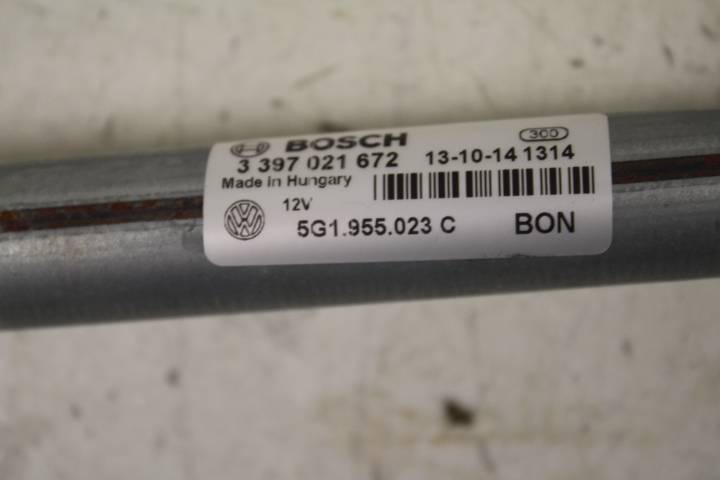 BOSCH 300
3 397 021 672 13-10-14 1314
Made in Hungary
12V
5G1.955.023 C BON